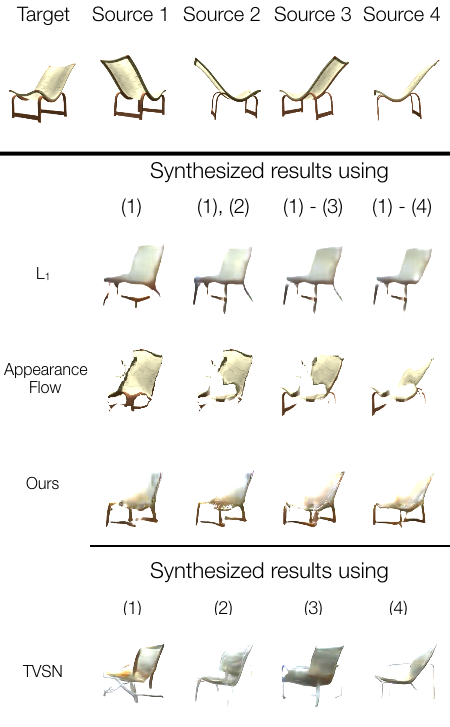 Target Source 1 Source 2 Source 3 Source 4
Synthesized results using
(1) (1), (2) (1) - (3) (1) - (4)
L₁
Appearance
Flow
Ours
Synthesized results using
(1) (2) (3) (4)
TVSN